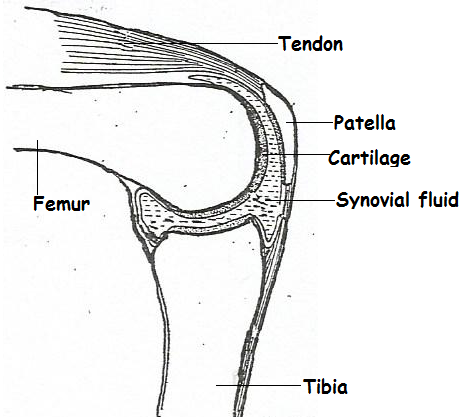 Tendon
Patella
Cartilage
Synovial fluid
Femur
Tibia